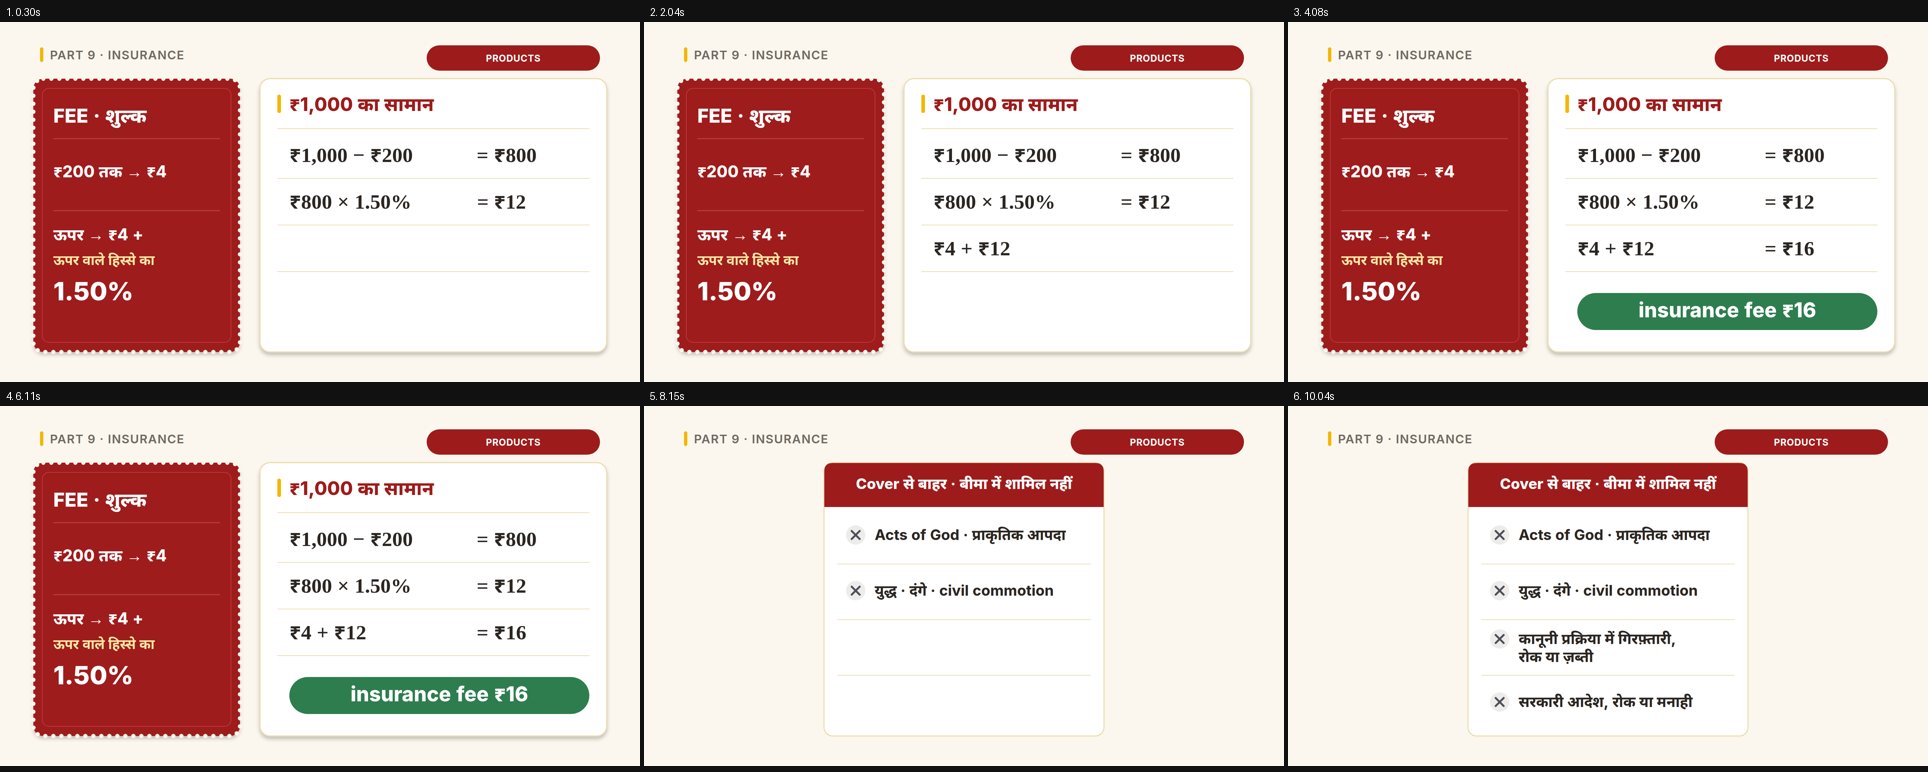 1. 0.30s
PART 9 · INSURANCE
PRODUCTS
FEE · शुल्क
₹200 तक → ₹4
ऊपर → ₹4 +
ऊपर वाले हिस्से का
1.50%
₹1,000 का सामान
₹1,000 − ₹200 = ₹800
₹800 × 1.50% = ₹12
2. 2.04s
PART 9 · INSURANCE
PRODUCTS
FEE · शुल्क
₹200 तक → ₹4
ऊपर → ₹4 +
ऊपर वाले हिस्से का
1.50%
₹1,000 का सामान
₹1,000 − ₹200 = ₹800
₹800 × 1.50% = ₹12
₹4 + ₹12
3. 4.08s
PART 9 · INSURANCE
PRODUCTS
FEE · शुल्क
₹200 तक → ₹4
ऊपर → ₹4 +
ऊपर वाले हिस्से का
1.50%
₹1,000 का सामान
₹1,000 − ₹200 = ₹800
₹800 × 1.50% = ₹12
₹4 + ₹12 = ₹16
insurance fee ₹16
4. 6.11s
PART 9 · INSURANCE
PRODUCTS
FEE · शुल्क
₹200 तक → ₹4
ऊपर → ₹4 +
ऊपर वाले हिस्से का
1.50%
₹1,000 का सामान
₹1,000 − ₹200 = ₹800
₹800 × 1.50% = ₹12
₹4 + ₹12 = ₹16
insurance fee ₹16
5. 8.15s
PART 9 · INSURANCE
PRODUCTS
Cover से बाहर · बीमा में शामिल नहीं
Acts of God · प्राकृतिक आपदा
युद्ध · दंगे · civil commotion
6. 10.04s
PART 9 · INSURANCE
PRODUCTS
Cover से बाहर · बीमा में शामिल नहीं
Acts of God · प्राकृतिक आपदा
युद्ध · दंगे · civil commotion
कानूनी प्रक्रिया में गिरफ़्तारी,
रोक या ज़ब्ती
सरकारी आदेश, रोक या मनाही